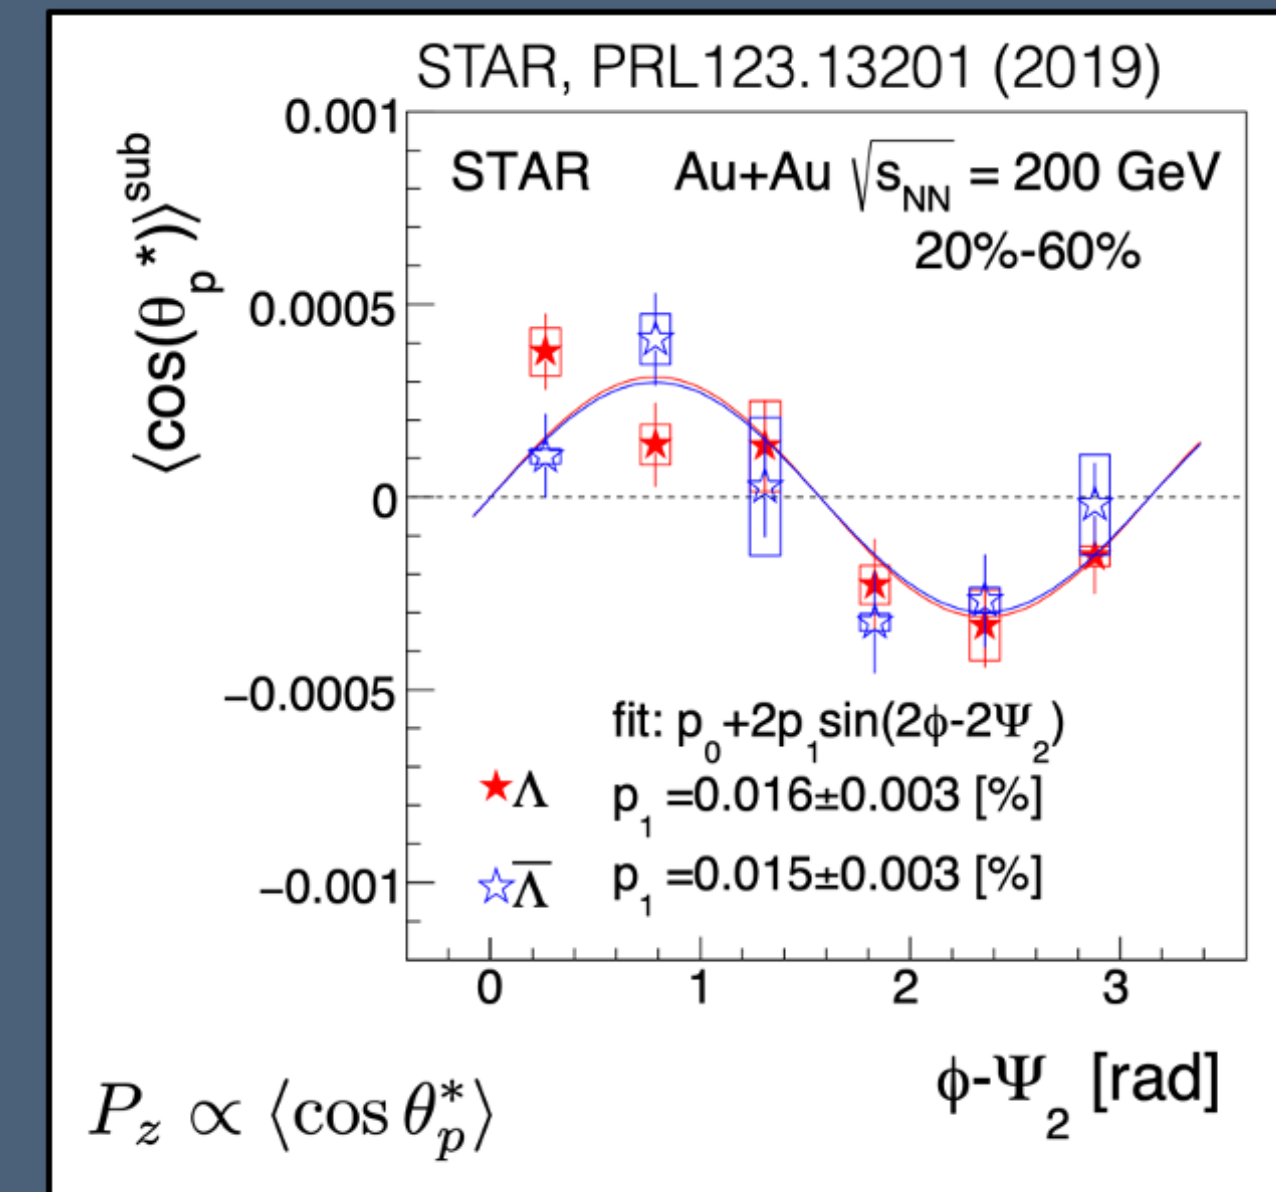 STAR, PRL123.13201 (2019)
⟨cos(θp*)⟩sub
0.001
0.0005
0
−0.0005
−0.001
STAR Au+Au √sNN = 200 GeV
20%-60%
fit: p0+2p1sin(2ϕ-2Ψ2)
★Λ p1 =0.016±0.003 [%]
☆Λ̅ p1 =0.015±0.003 [%]
0 1 2 3
ϕ-Ψ2 [rad]
Pz ∝ ⟨cos θp*⟩